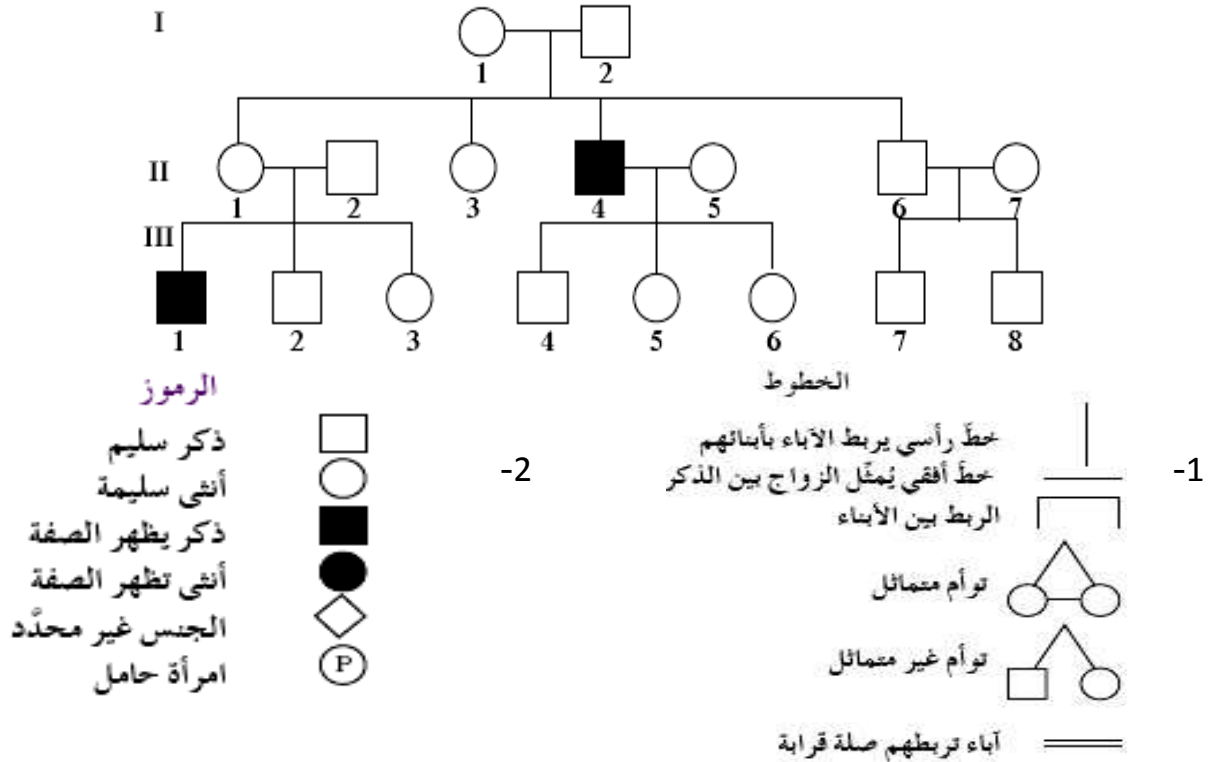 I
1 2
II
1 2 3 4 5 6 7
III
1 2 3 4 5 6 7 8
الخطوط
-1
خطّ رأسي يربط الآباء بأبنائهم
خطّ أفقي يُمثّل الزواج بين الذكر
الربط بين الأبناء
توأم متماثل
توأم غير متماثل
آباء تربطهم صلة قرابة
الرموز
-2
ذكر سليم
أنثى سليمة
ذكر يظهر الصفة
أنثى تظهر الصفة
الجنس غير محدَّد
امرأة حامل
P